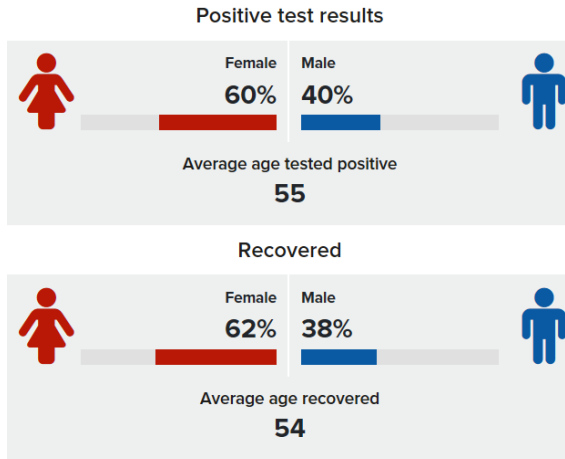 Positive test results
Female Male
60% 40%
Average age tested positive
55
Recovered
Female Male
62% 38%
Average age recovered
54